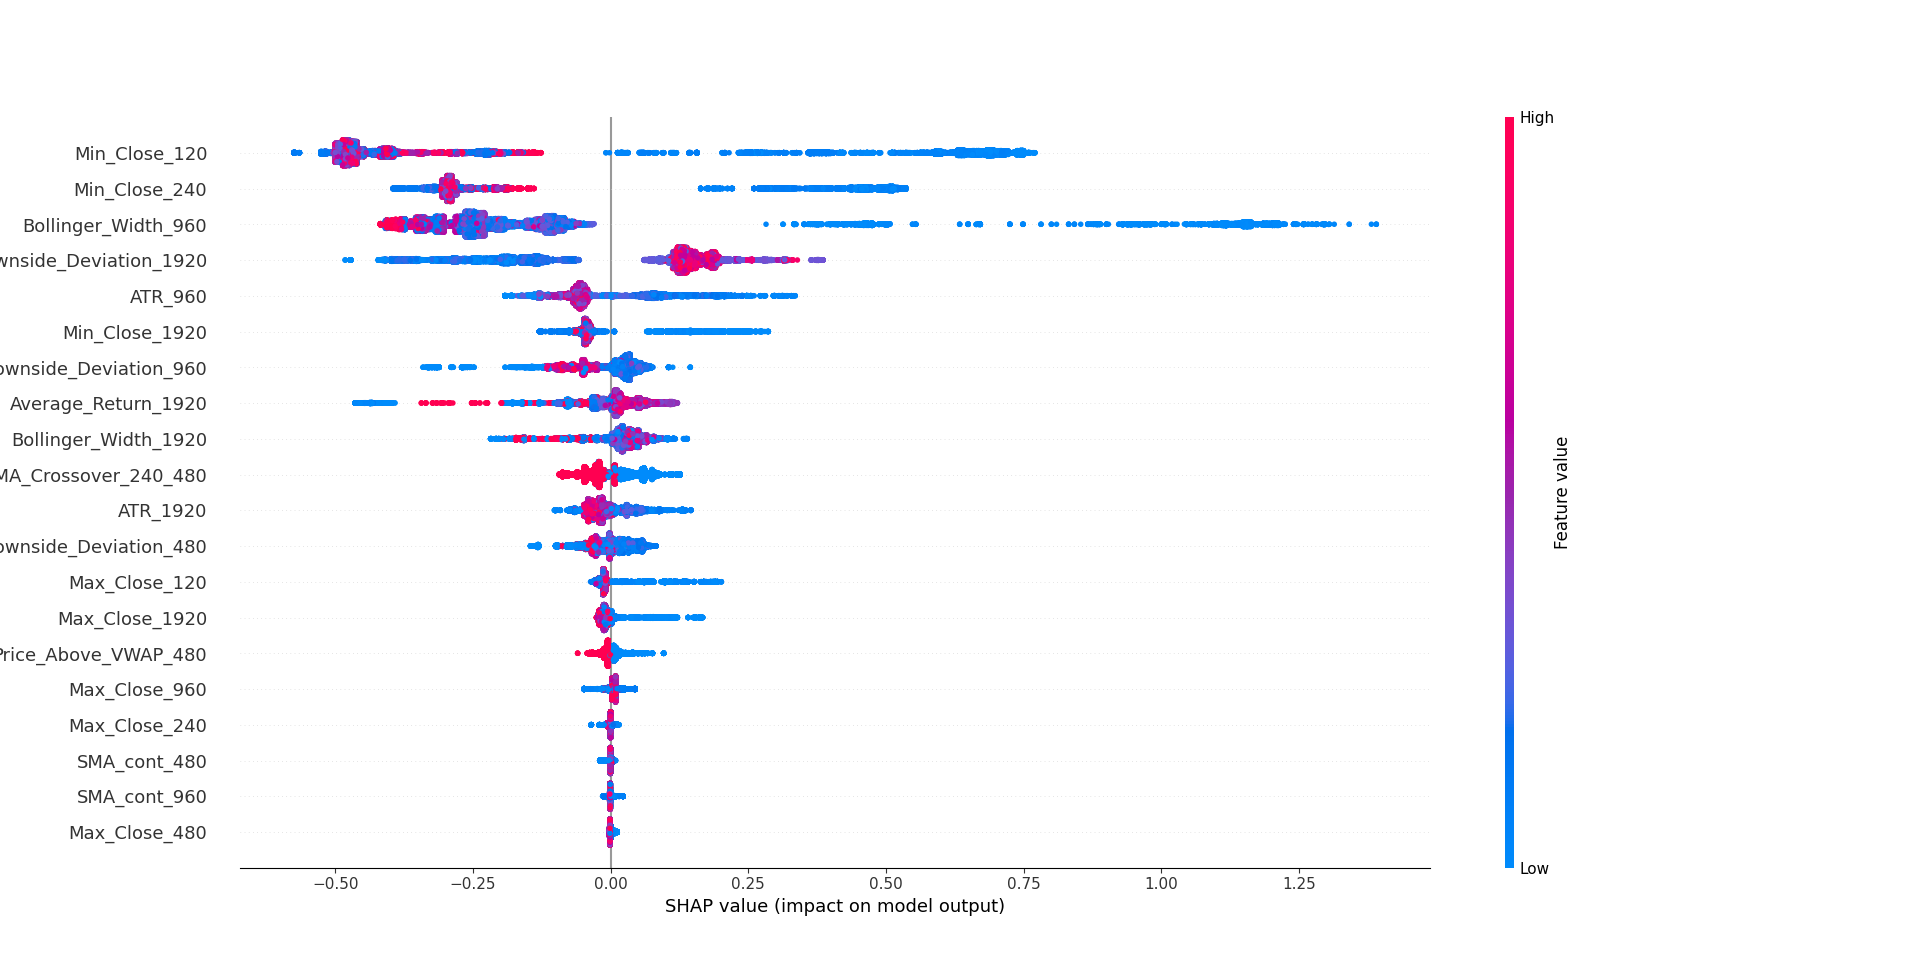 High
Min_Close_120
Min_Close_240
Bollinger_Width_960
wnside_Deviation_1920
ATR_960
Min_Close_1920
ownside_Deviation_960
Average_Return_1920
Bollinger_Width_1920
MA_Crossover_240_480
ATR_1920
ownside_Deviation_480
Max_Close_120
Max_Close_1920
Price_Above_VWAP_480
Max_Close_960
Max_Close_240
SMA_cont_480
SMA_cont_960
Max_Close_480
Feature value
Low
−0.50 −0.25 0.00 0.25 0.50 0.75 1.00 1.25
SHAP value (impact on model output)